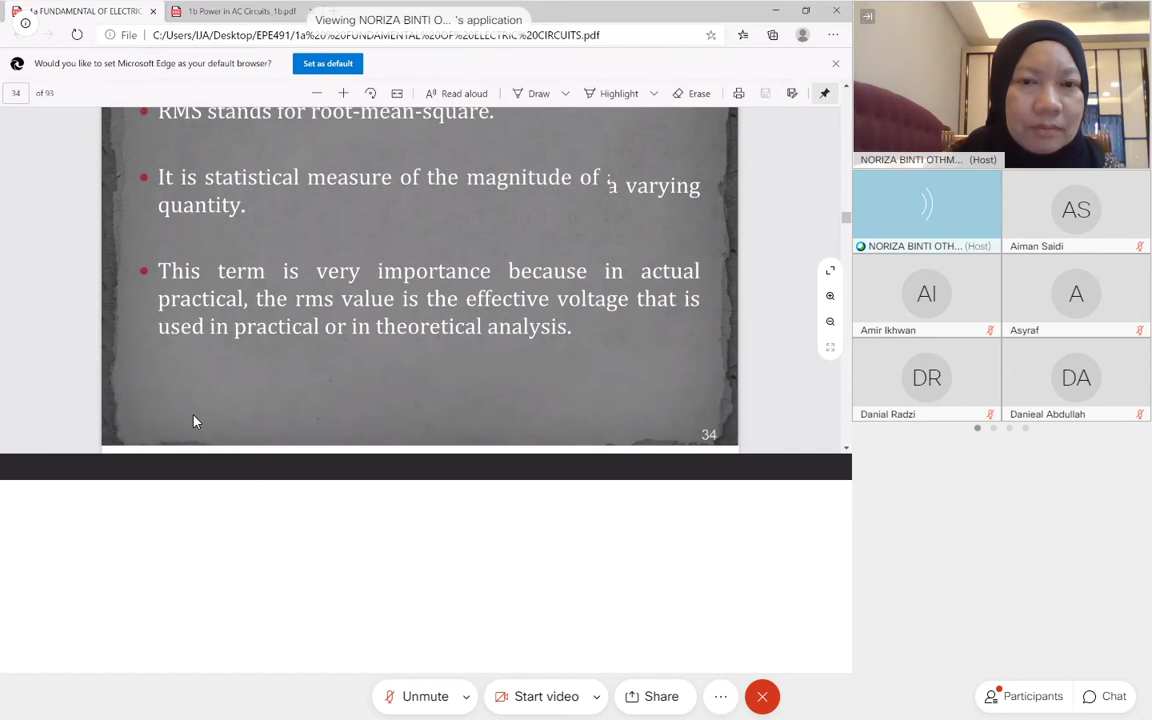 1a FUNDAMENTAL OF ELECTRIC
1b Power in AC Circuits_1b.pdf
Viewing NORIZA BINTI O... 's application
File C:/Users/IJA/Desktop/EPE491/1a%20%20FUNDAMENTAL%20OF%20ELECTRIC%20CIRCUITS.pdf
Would you like to set Microsoft Edge as your default browser? Set as default
34 of 93 Read aloud Draw Highlight Erase
RMS stands for root-mean-square.
It is statistical measure of the magnitude of a varying
quantity.
This term is very importance because in actual
practical, the rms value is the effective voltage that is
used in practical or in theoretical analysis.
34
NORIZA BINTI OTHM... (Host)
NORIZA BINTI OTH... (Host)
AS
Aiman Saidi
AI
Amir Ikhwan
A
Asyraf
DR
Danial Radzi
DA
Danieal Abdullah
Unmute Start video Share Participants Chat